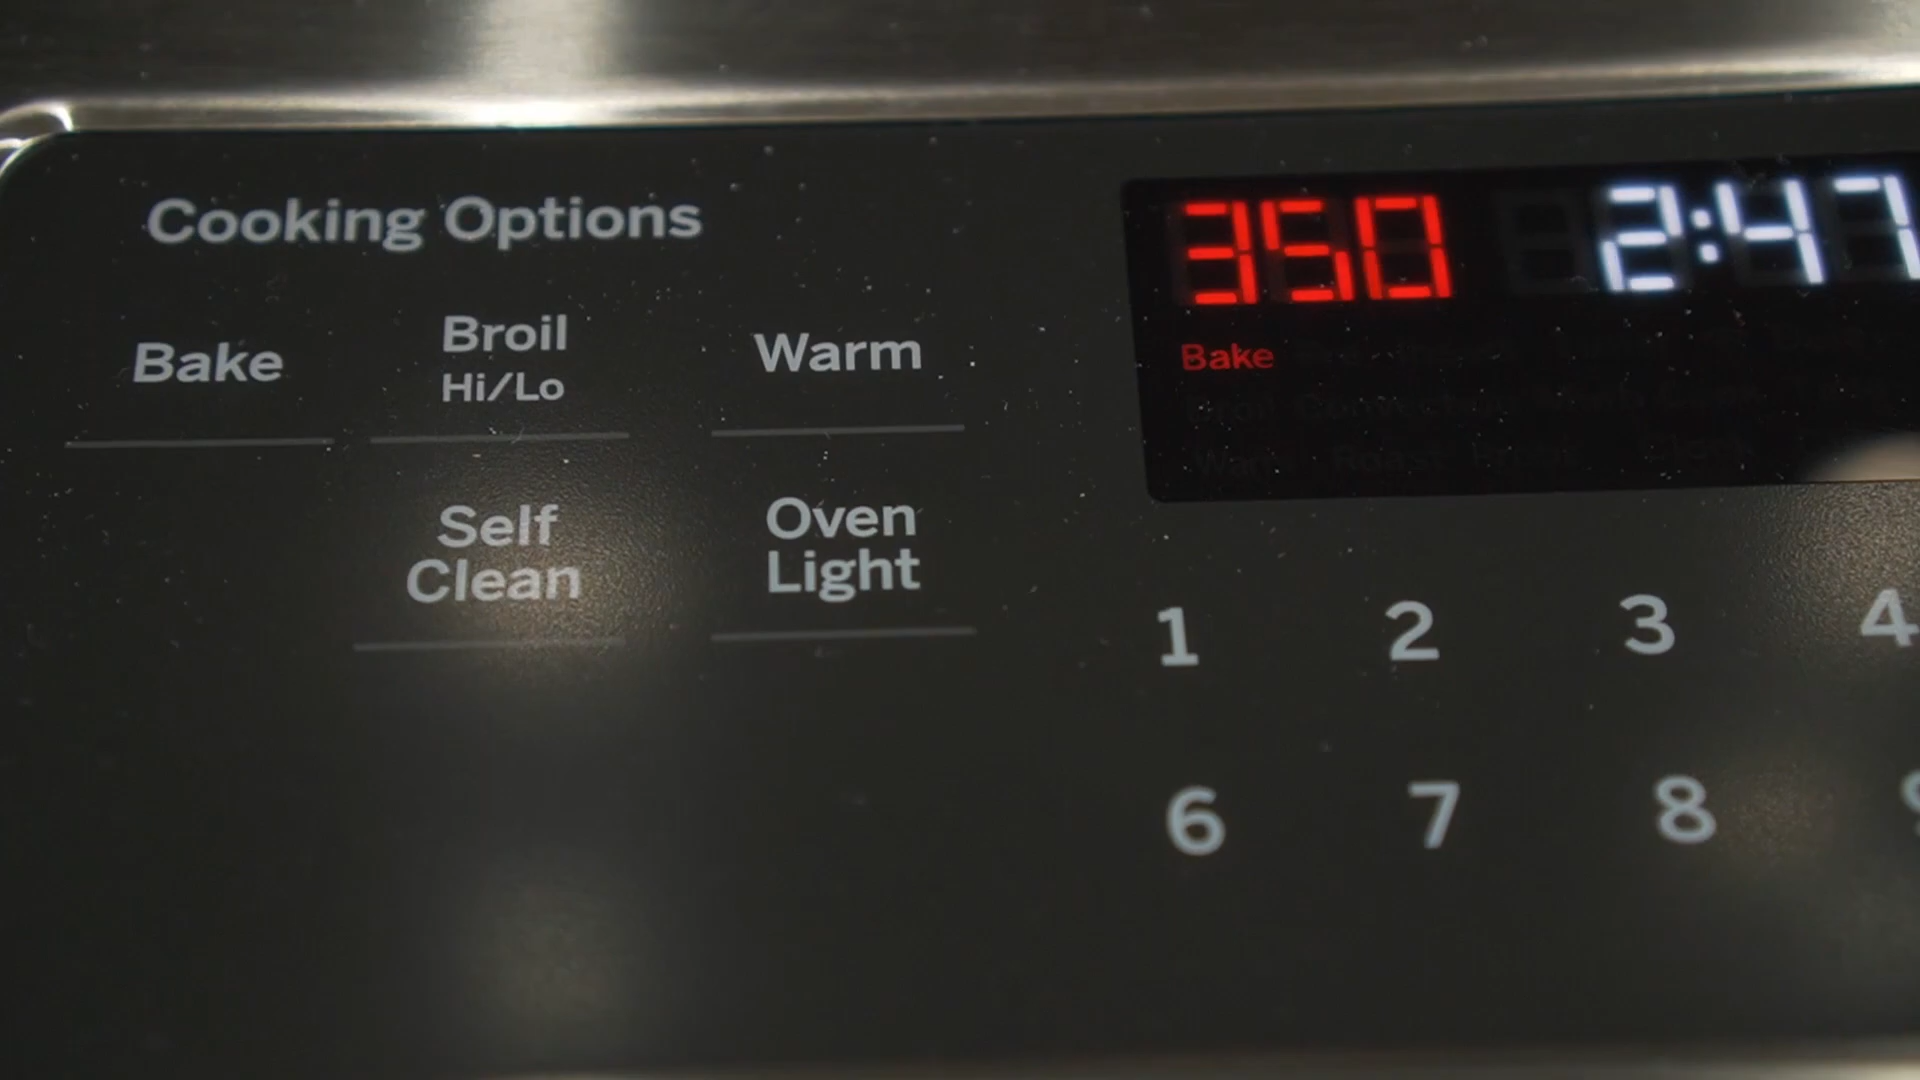 Cooking Options
Bake
Broil
Hi/Lo
Warm
Self
Clean
Oven
Light
350 2:47
Bake
1 2 3 4
6 7 8